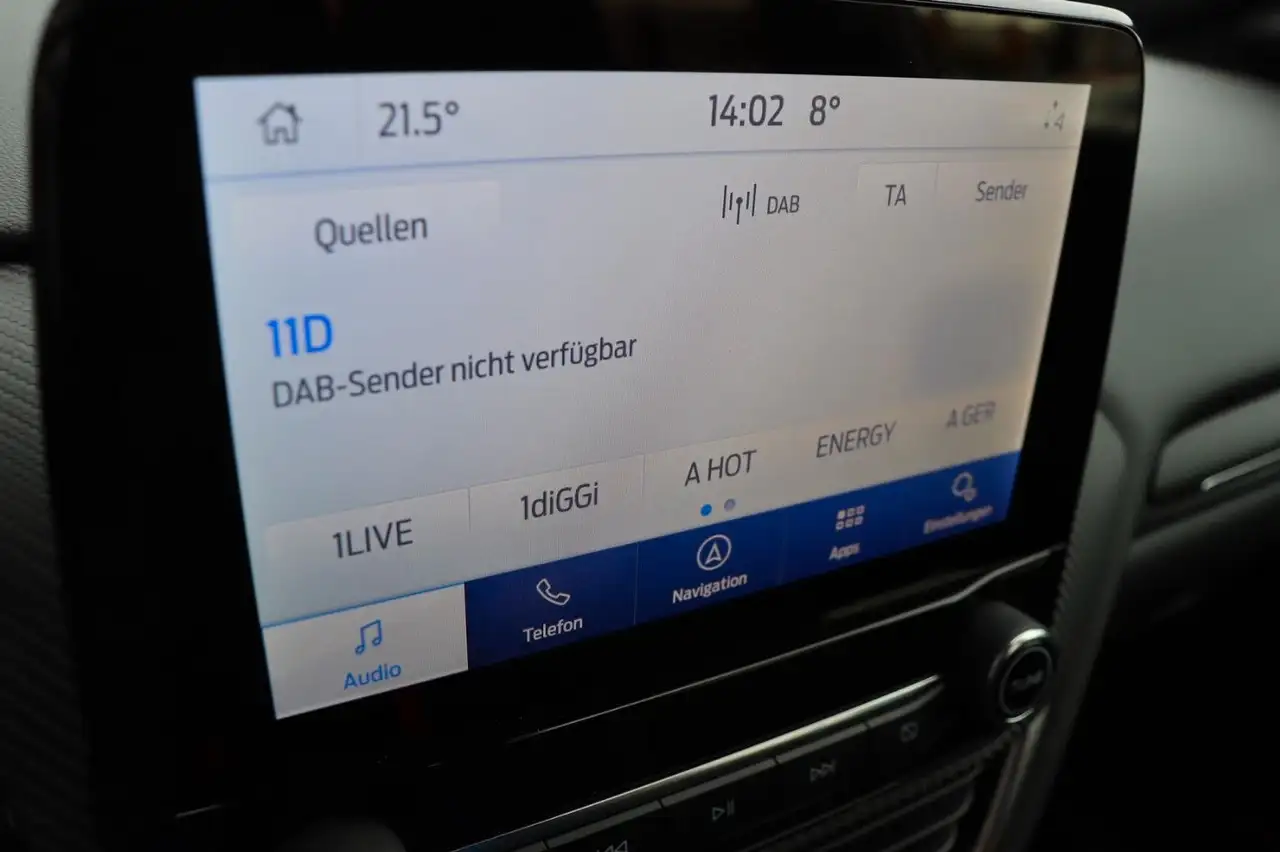 21.5° 14:02 8°
Quellen DAB TA Sender
11D
DAB-Sender nicht verfügbar
1LIVE 1diGGi A HOT ENERGY A GER
Audio Telefon Navigation Apps Einstellungen